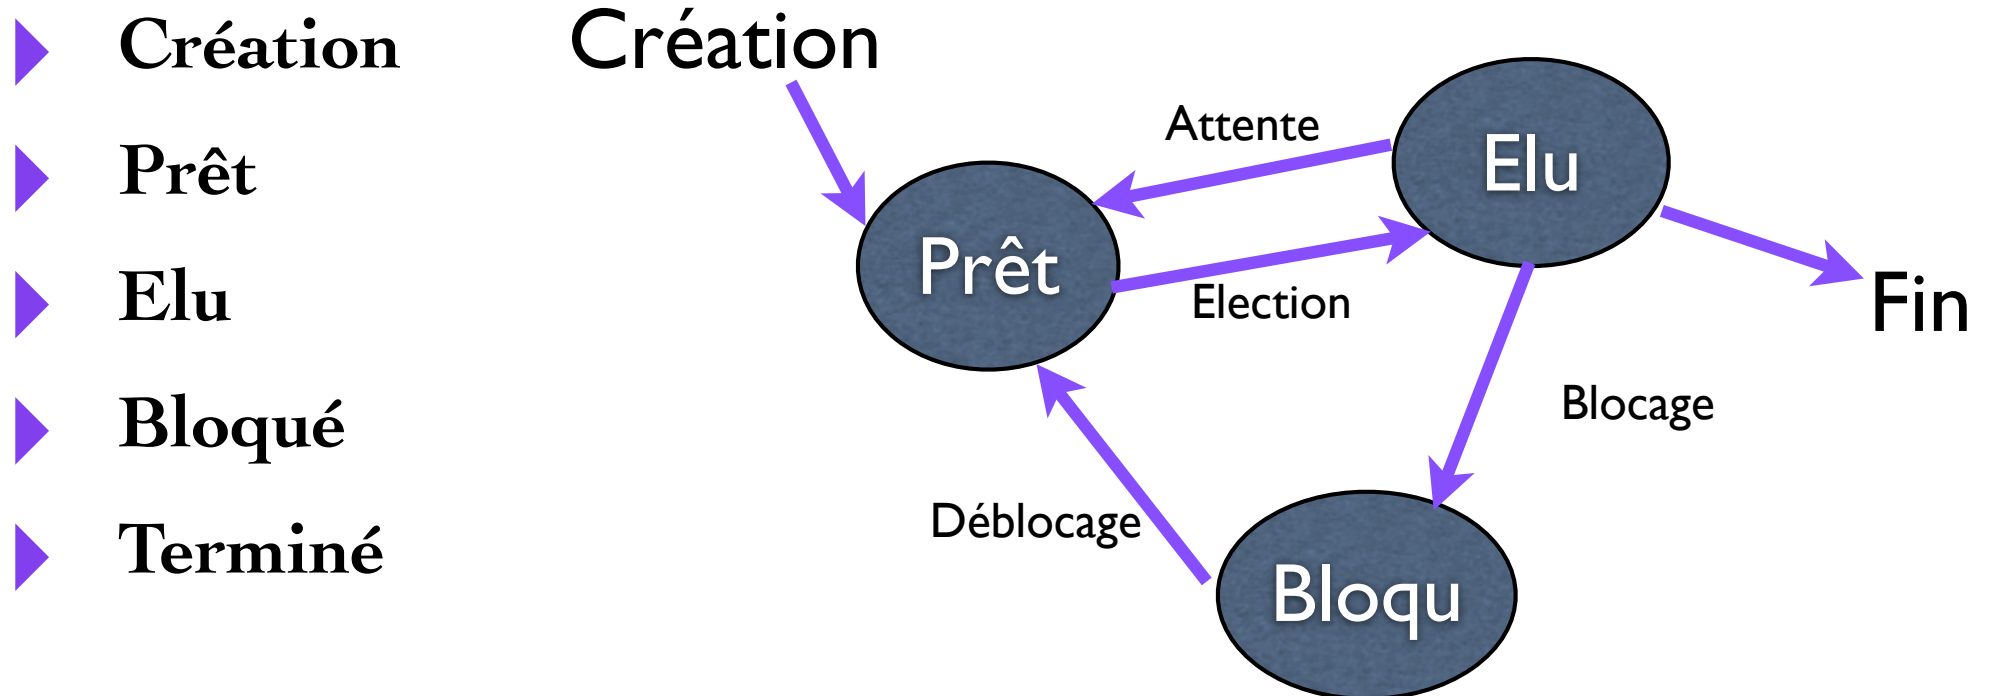 Création
Prêt
Elu
Bloqué
Terminé
Création
Attente
Elu
Prêt
Election
Fin
Blocage
Déblocage
Bloqu